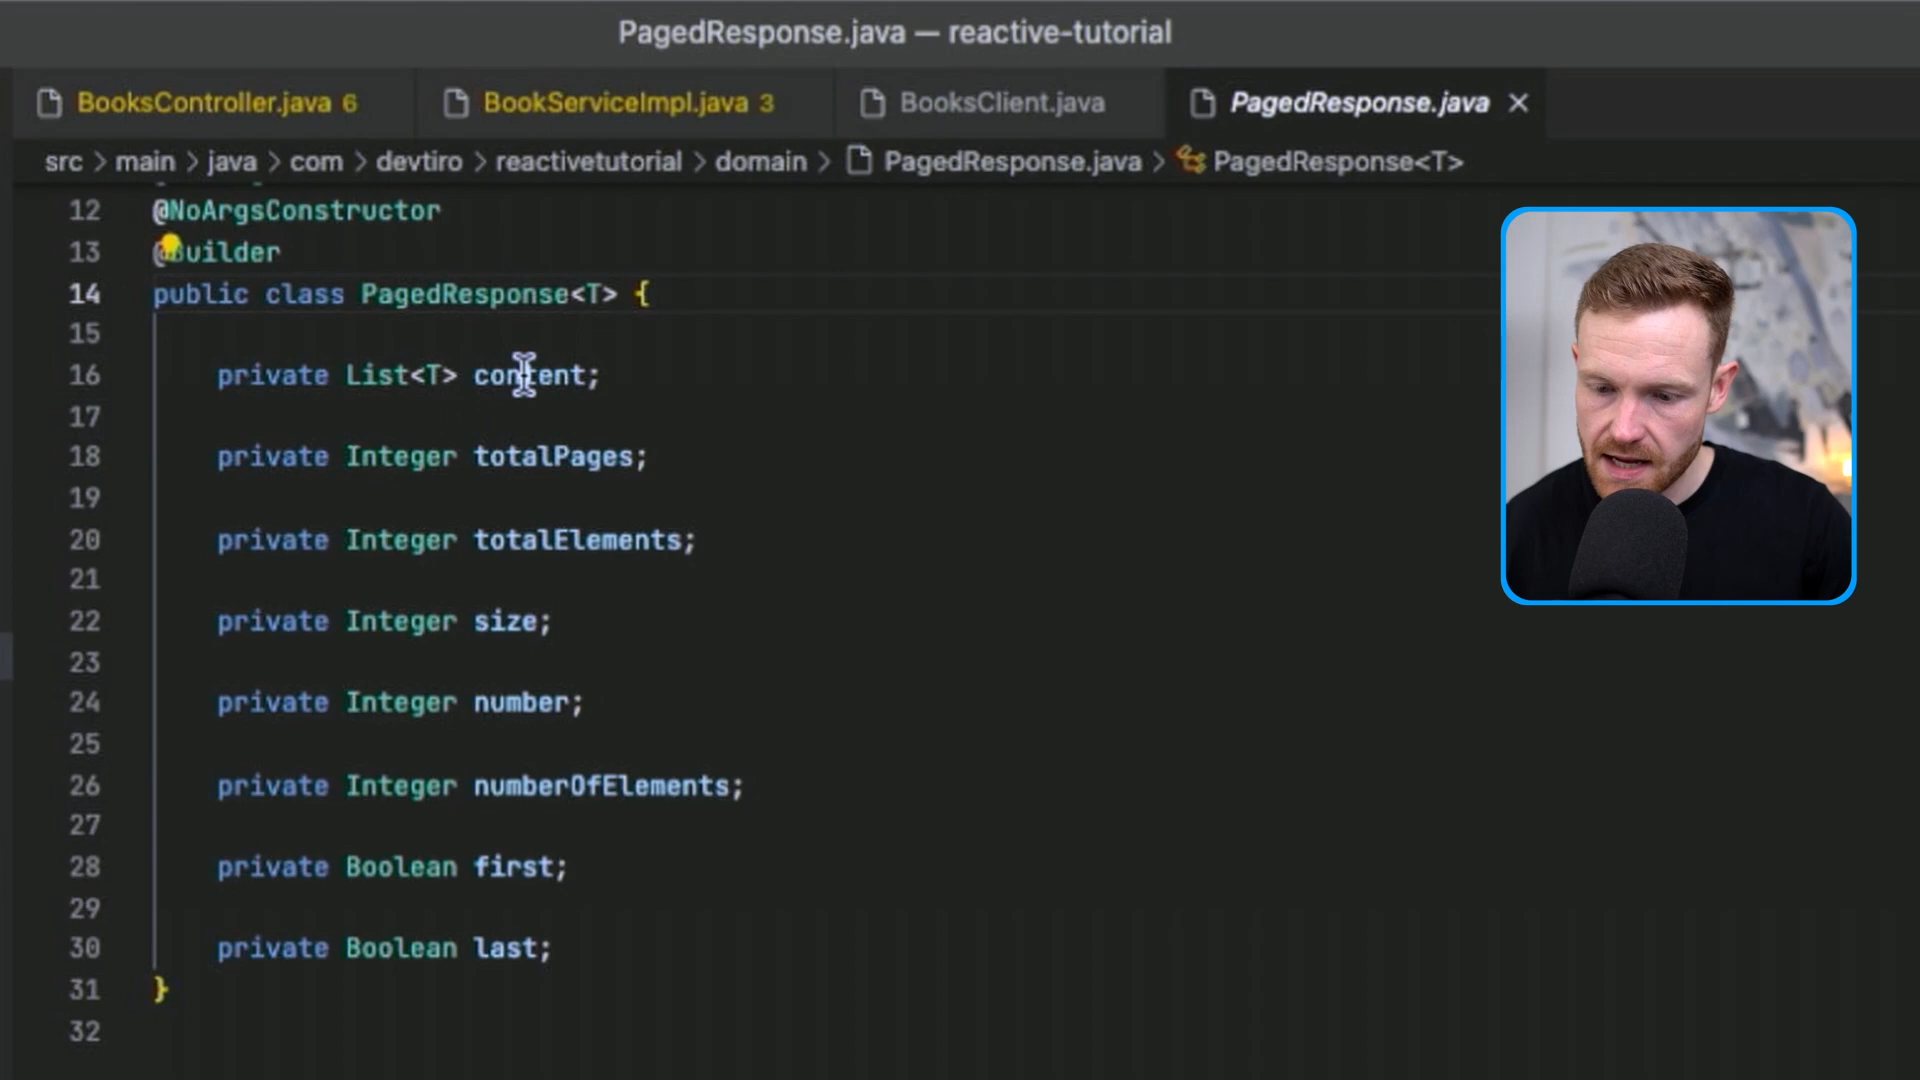 PagedResponse.java — reactive-tutorial
BooksController.java 6
BookServiceImpl.java 3
BooksClient.java
PagedResponse.java
src > main > java > com > devtiro > reactivetutorial > domain > PagedResponse.java > PagedResponse<T>
12 @NoArgsConstructor
13 @Builder
14 public class PagedResponse<T> {
15
16 private List<T> content;
17
18 private Integer totalPages;
19
20 private Integer totalElements;
21
22 private Integer size;
23
24 private Integer number;
25
26 private Integer numberOfElements;
27
28 private Boolean first;
29
30 private Boolean last;
31 }
32